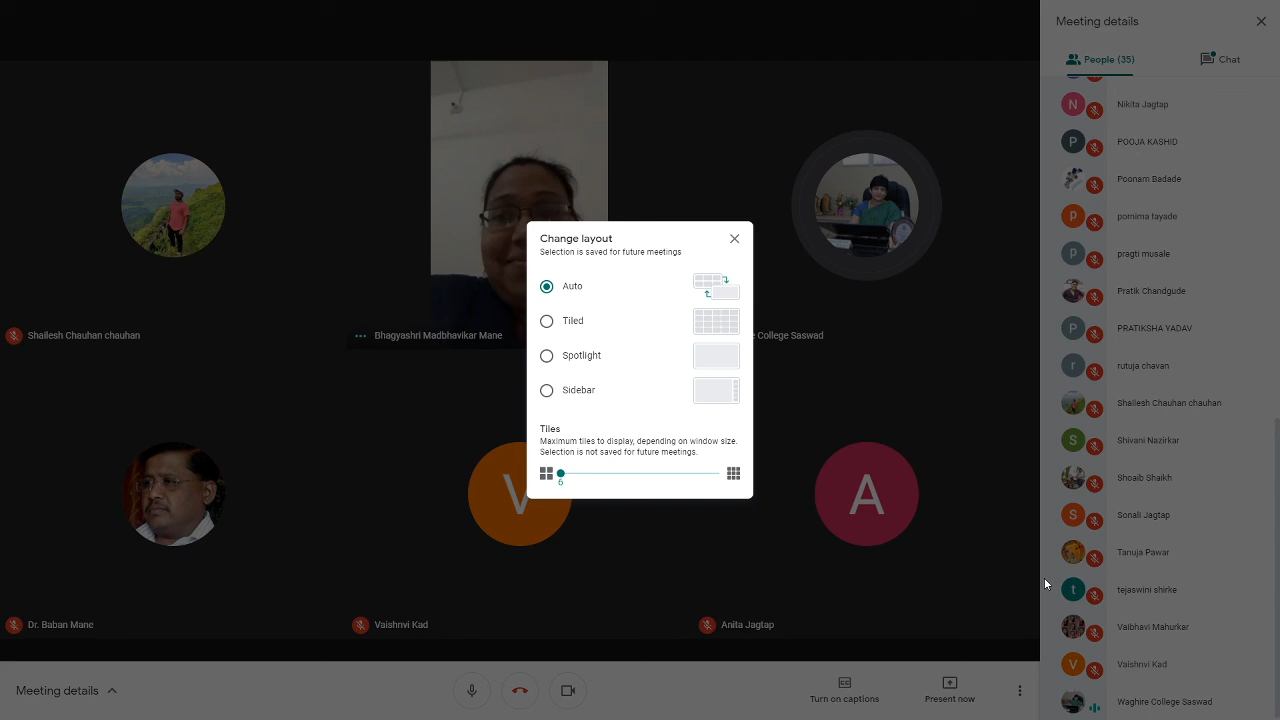 Meeting details
People (35)
Chat
Nikita Jagtap
POOJA KASHID
Poonam Badade
pornima tayade
pragti musale
Pratik Chandgude
PRATIKSHA YADAV
rutuja chavan
Shailesh Chauhan chauhan
Shivani Nazirkar
Shoaib Shaikh
Sonali Jagtap
Tanuja Pawar
tejaswini shirke
Vaibhavi Mahurkar
Vaishnvi Kad
Waghire College Saswad
N
P
p
p
P
r
S
S
t
V
Shailesh Chauhan chauhan
Bhagyashri Madbhavikar Mane
College Saswad
Change layout
Selection is saved for future meetings
Auto
Tiled
Spotlight
Sidebar
Tiles
Maximum tiles to display, depending on window size.
Selection is not saved for future meetings.
6
V
A
Dr. Baban Mane
Vaishnvi Kad
Anita Jagtap
Meeting details
Turn on captions
Present now